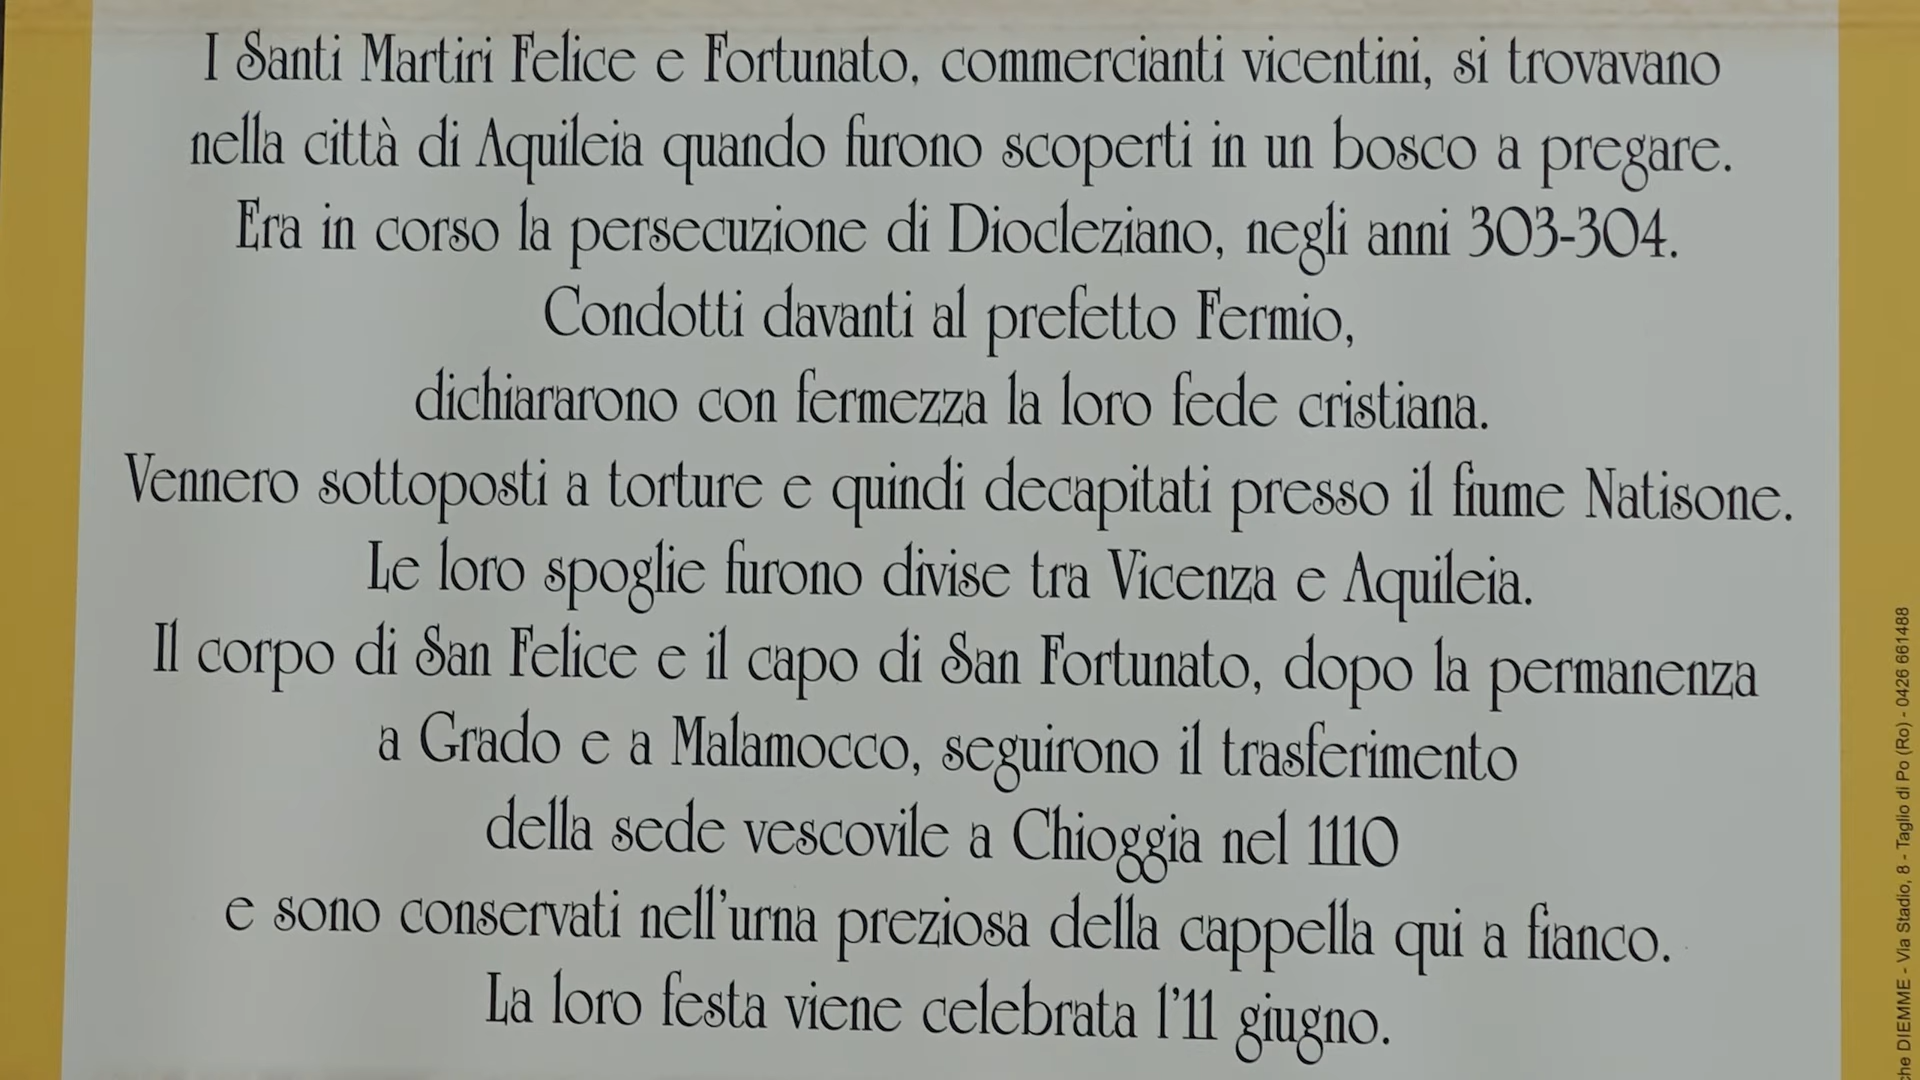 I Santi Martiri Felice e Fortunato, commercianti vicentini, si trovavano
nella città di Aquileia quando furono scoperti in un bosco a pregare.
Era in corso la persecuzione di Diocleziano, negli anni 303-304.
Condotti davanti al prefetto Fermio,
dichiararono con fermezza la loro fede cristiana.
Vennero sottoposti a torture e quindi decapitati presso il fiume Natisone.
Le loro spoglie furono divise tra Vicenza e Aquileia.
Il corpo di San Felice e il capo di San Fortunato, dopo la permanenza
a Grado e a Malamocco, seguirono il trasferimento
della sede vescovile a Chioggia nel 1110
e sono conservati nell'urna preziosa della cappella qui a fianco.
La loro festa viene celebrata l'11 giugno.
DIEMME - Via Stadio, 8 - Taglio di Po (Ro) - 0426 661488